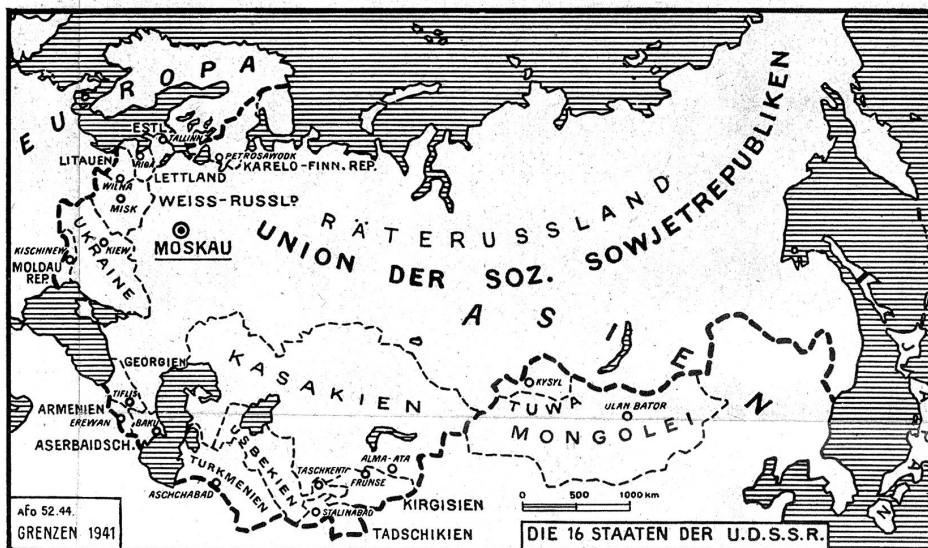 EUROPA
ESTL.
TALLINN
LITAUEN
RIGA
PETROSAWODK
KARELO-FINN. REP.
LETTLAND
WILNA
MISK
WEISS-RUSSLD
RÄTERUSSLAND
UNION DER SOZ. SOWJETREPUBLIKEN
MOSKAU
UKRAINE
KIEW
KISCHINEW
MOLDAU
REP.
ASIEN
GEORGIEN
KASAKIEN
TIFLIS
ARMENIEN
EREWAN
BAKU
ASERBAIDSCH.
KYSYL
TUWA
ULAN BATOR
MONGOLEI
JAPAN
USBEKIEN
TURKMENIEN
ALMA-ATA
TASCHKENT
FRUNSE
ASCHCHABAD
KIRGISIEN
STALINABAD
TADSCHIKIEN
0 500 1000 km
afo 52.44.
GRENZEN 1941
DIE 16 STAATEN DER U.D.S.S.R.